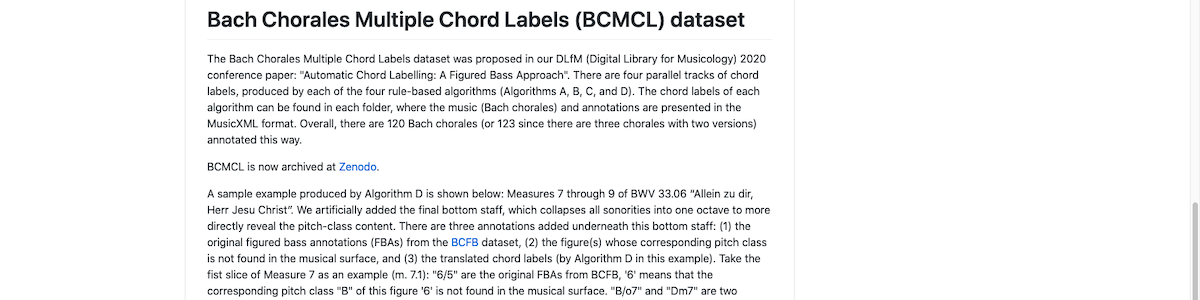 Bach Chorales Multiple Chord Labels (BCMCL) dataset
The Bach Chorales Multiple Chord Labels dataset was proposed in our DLfM (Digital Library for Musicology) 2020
conference paper: "Automatic Chord Labelling: A Figured Bass Approach". There are four parallel tracks of chord
labels, produced by each of the four rule-based algorithms (Algorithms A, B, C, and D). The chord labels of each
algorithm can be found in each folder, where the music (Bach chorales) and annotations are presented in the
MusicXML format. Overall, there are 120 Bach chorales (or 123 since there are three chorales with two versions)
annotated this way.
BCMCL is now archived at Zenodo.
A sample example produced by Algorithm D is shown below: Measures 7 through 9 of BWV 33.06 “Allein zu dir,
Herr Jesu Christ”. We artificially added the final bottom staff, which collapses all sonorities into one octave to more
directly reveal the pitch-class content. There are three annotations added underneath this bottom staff: (1) the
original figured bass annotations (FBAs) from the BCFB dataset, (2) the figure(s) whose corresponding pitch class
is not found in the musical surface, and (3) the translated chord labels (by Algorithm D in this example). Take the
fist slice of Measure 7 as an example (m. 7.1): "6/5" are the original FBAs from BCFB, '6' means that the
corresponding pitch class "B" of this figure '6' is not found in the musical surface. "B/o7" and "Dm7" are two